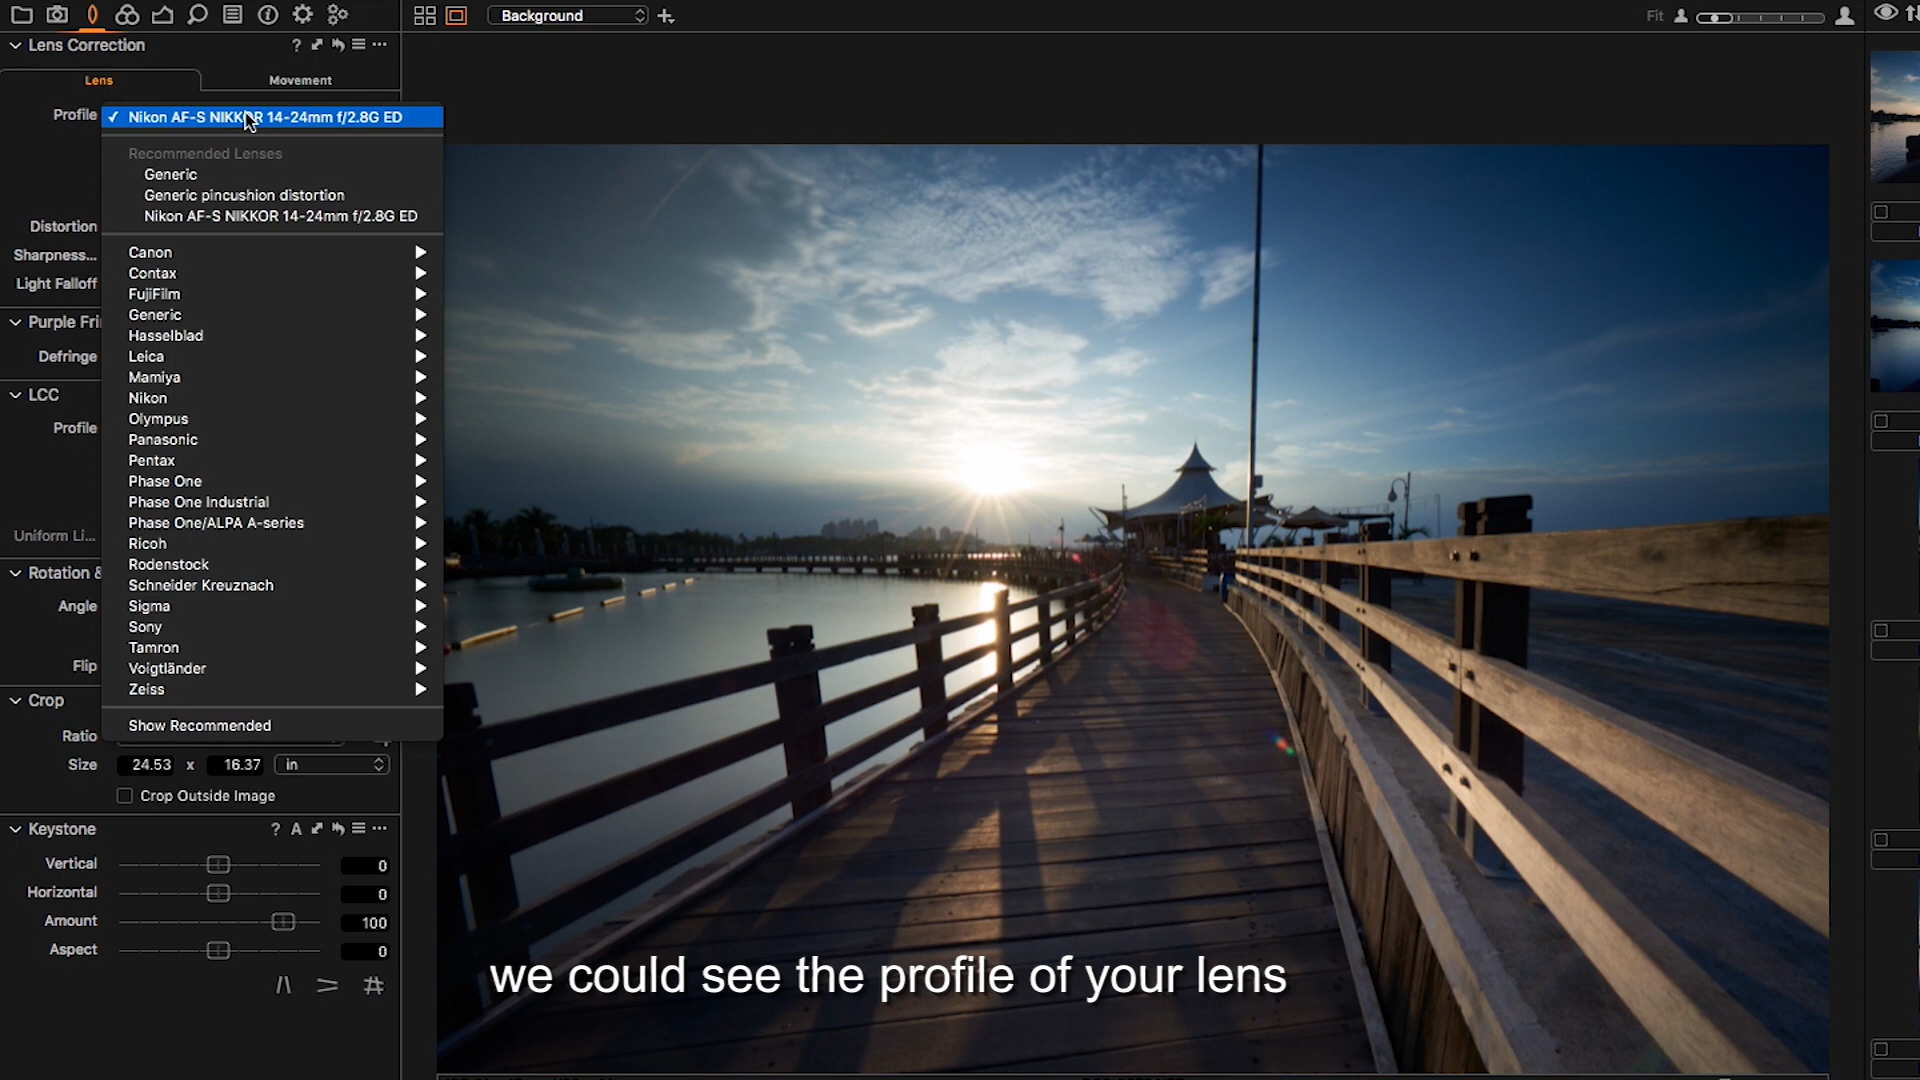 Background
Fit
Lens Correction
? ...
Lens
Movement
Profile
✓ Nikon AF-S NIKKOR 14-24mm f/2.8G ED
Recommended Lenses
Generic
Generic pincushion distortion
Nikon AF-S NIKKOR 14-24mm f/2.8G ED
Distortion
Sharpness...
Light Falloff
Canon
Contax
FujiFilm
Generic
Hasselblad
Leica
Mamiya
Nikon
Olympus
Panasonic
Pentax
Phase One
Phase One Industrial
Phase One/ALPA A-series
Ricoh
Rodenstock
Schneider Kreuznach
Sigma
Sony
Tamron
Voigtländer
Zeiss
Show Recommended
Purple Fri
Defringe
LCC
Profile
Uniform Li...
Rotation &
Angle
Flip
Crop
Ratio
Size 24.53 x 16.37 in
Crop Outside Image
Keystone ? A ...
Vertical 0
Horizontal 0
Amount 100
Aspect 0
we could see the profile of your lens